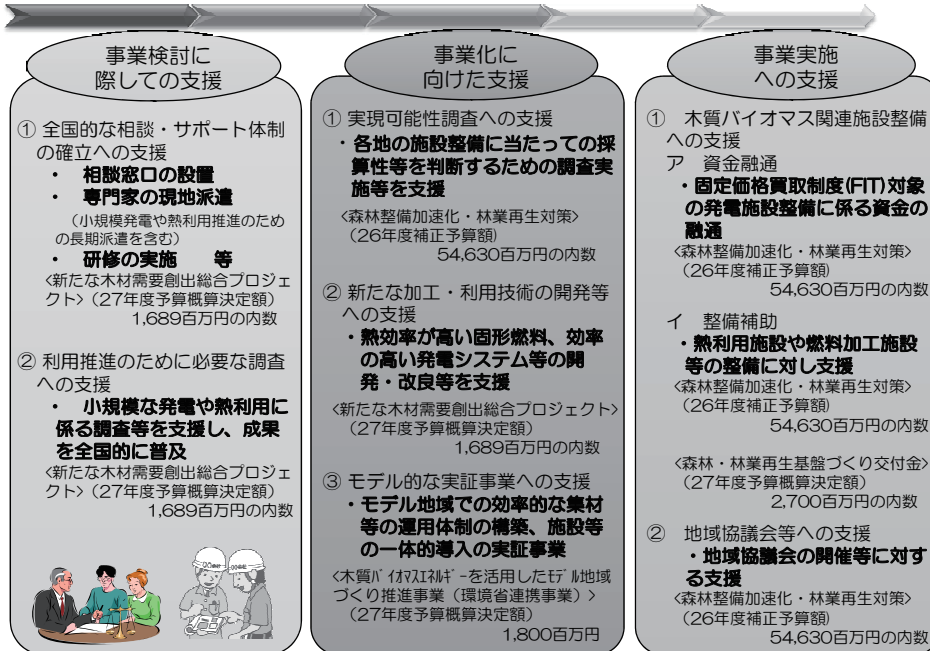 事業検討に
際しての支援
① 全国的な相談・サポート体制
の確立への支援
・ 相談窓口の設置
・ 専門家の現地派遣
（小規模発電や熱利用推進のため
の長期派遣を含む）
・ 研修の実施 等
<新たな木材需要創出総合プロジェ
クト>（27年度予算概算決定額）
1,689百万円の内数
② 利用推進のために必要な調査
への支援
・ 小規模な発電や熱利用に
係る調査等を支援し、成果
を全国的に普及
<新たな木材需要創出総合プロジェ
クト>（27年度予算概算決定額）
1,689百万円の内数
事業化に
向けた支援
① 実現可能性調査への支援
・各地の施設整備に当たっての採
算性等を判断するための調査実
施等を支援
<森林整備加速化・林業再生対策>
（26年度補正予算額）
54,630百万円の内数
② 新たな加工・利用技術の開発等
への支援
・熱効率が高い固形燃料、効率
の高い発電システム等の開
発・改良等を支援
<新たな木材需要創出総合プロジェクト>
（27年度予算概算決定額）
1,689百万円の内数
③ モデル的な実証事業への支援
・モデル地域での効率的な集材
等の運用体制の構築、施設等
の一体的導入の実証事業
<木質ﾊﾞｲｵﾏｽｴﾈﾙｷﾞｰを活用したﾓﾃﾞﾙ地域
づくり推進事業（環境省連携事業）>
（27年度予算概算決定額）
1,800百万円
事業実施
への支援
① 木質バイオマス関連施設整備
への支援
ア 資金融通
・固定価格買取制度(FIT)対象
の発電施設整備に係る資金の
融通
<森林整備加速化・林業再生対策>
（26年度補正予算額）
54,630百万円の内数
イ 整備補助
・熱利用施設や燃料加工施設
等の整備に対し支援
<森林整備加速化・林業再生対策>
（26年度補正予算額）
54,630百万円の内数
<森林・林業再生基盤づくり交付金>
（27年度予算概算決定額）
2,700百万円の内数
② 地域協議会等への支援
・地域協議会の開催等に対す
る支援
<森林整備加速化・林業再生対策>
（26年度補正予算額）
54,630百万円の内数